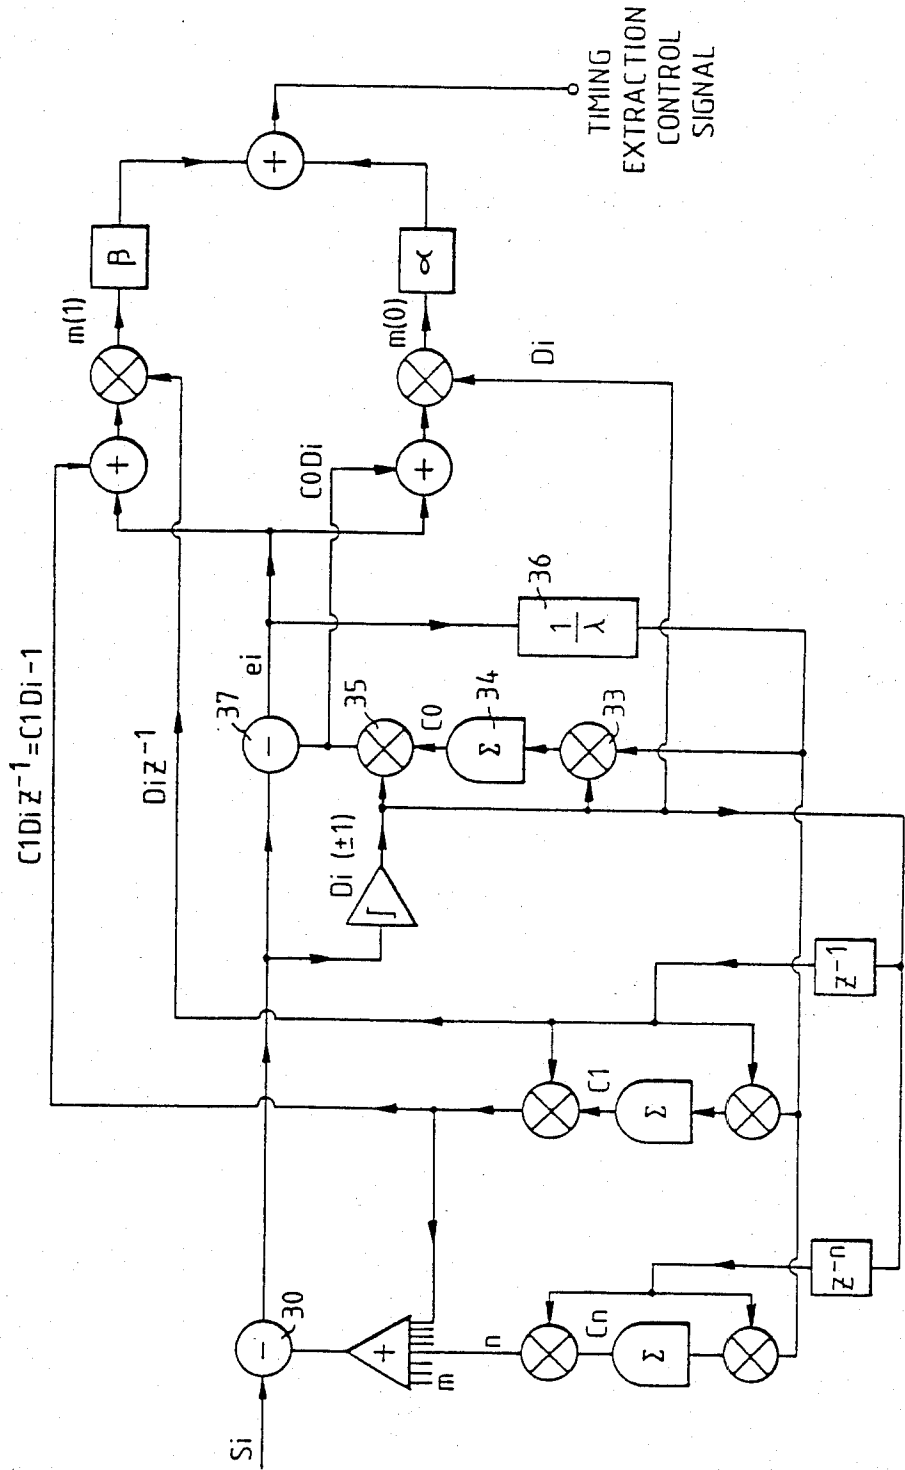 C1Diz⁻¹=C1Di-1
Diz⁻¹
m(1)
β
+
+
m(0)
α
+
C0Di
Di
TIMING
EXTRACTION
CONTROL
SIGNAL
Si
-
30
-
37
ei
Di (±1)
35
C0
Σ
34
33
1/λ
36
+
m
n
Cn
Σ
C1
Σ
z⁻ⁿ
z⁻¹